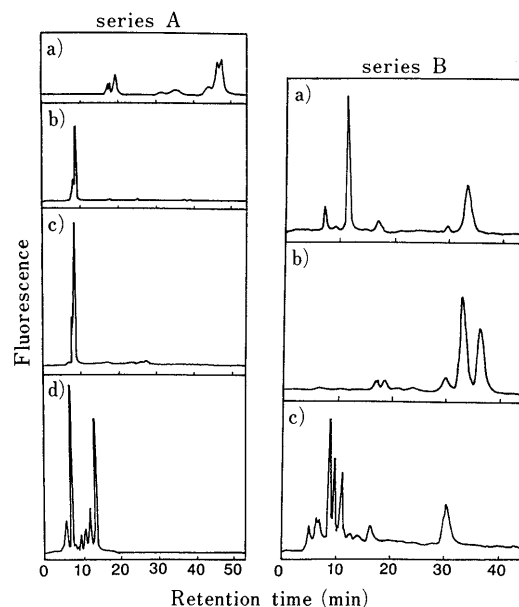 series A
a)
b)
c)
d)
0 10 20 30 40 50
series B
a)
b)
c)
0 10 20 30 40
Fluorescence
Retention time (min)